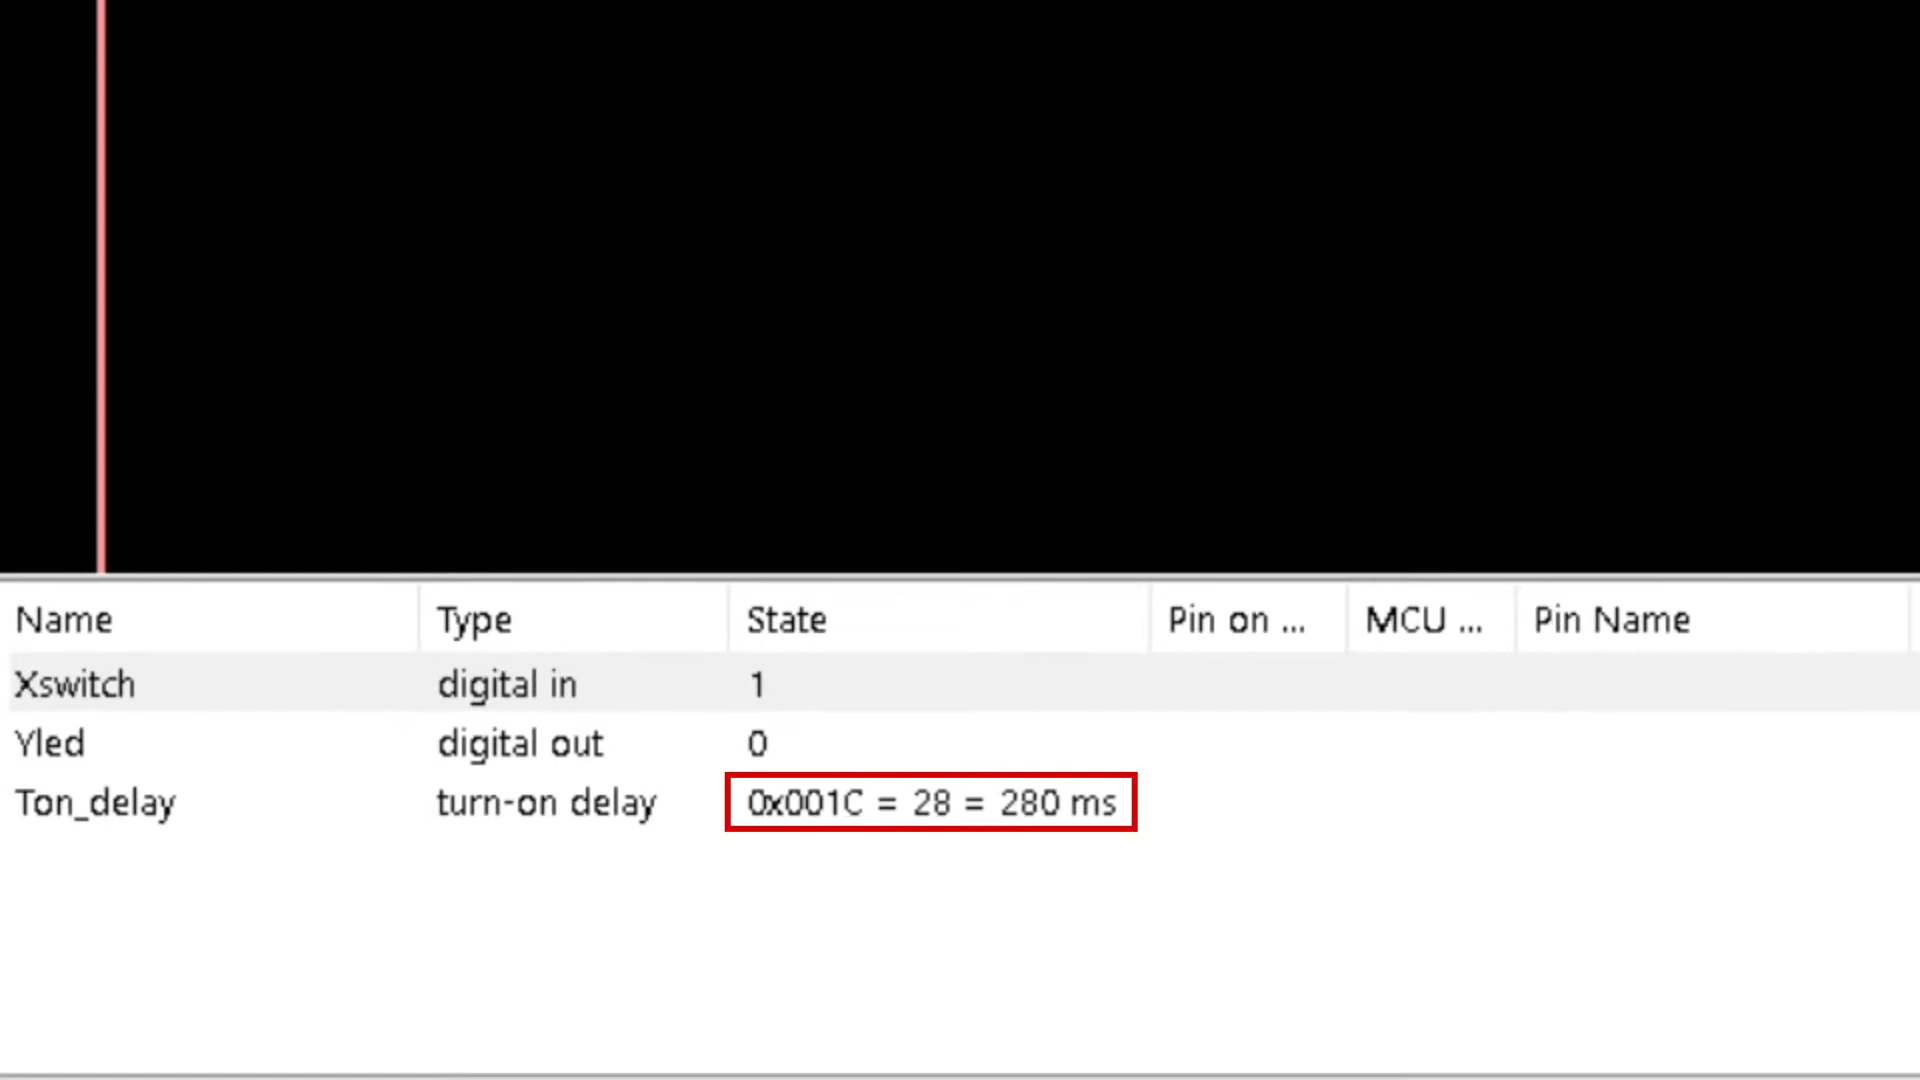 Name Type State Pin on ... MCU ... Pin Name
Xswitch digital in 1
Yled digital out 0
Ton_delay turn-on delay 0x001C = 28 = 280 ms